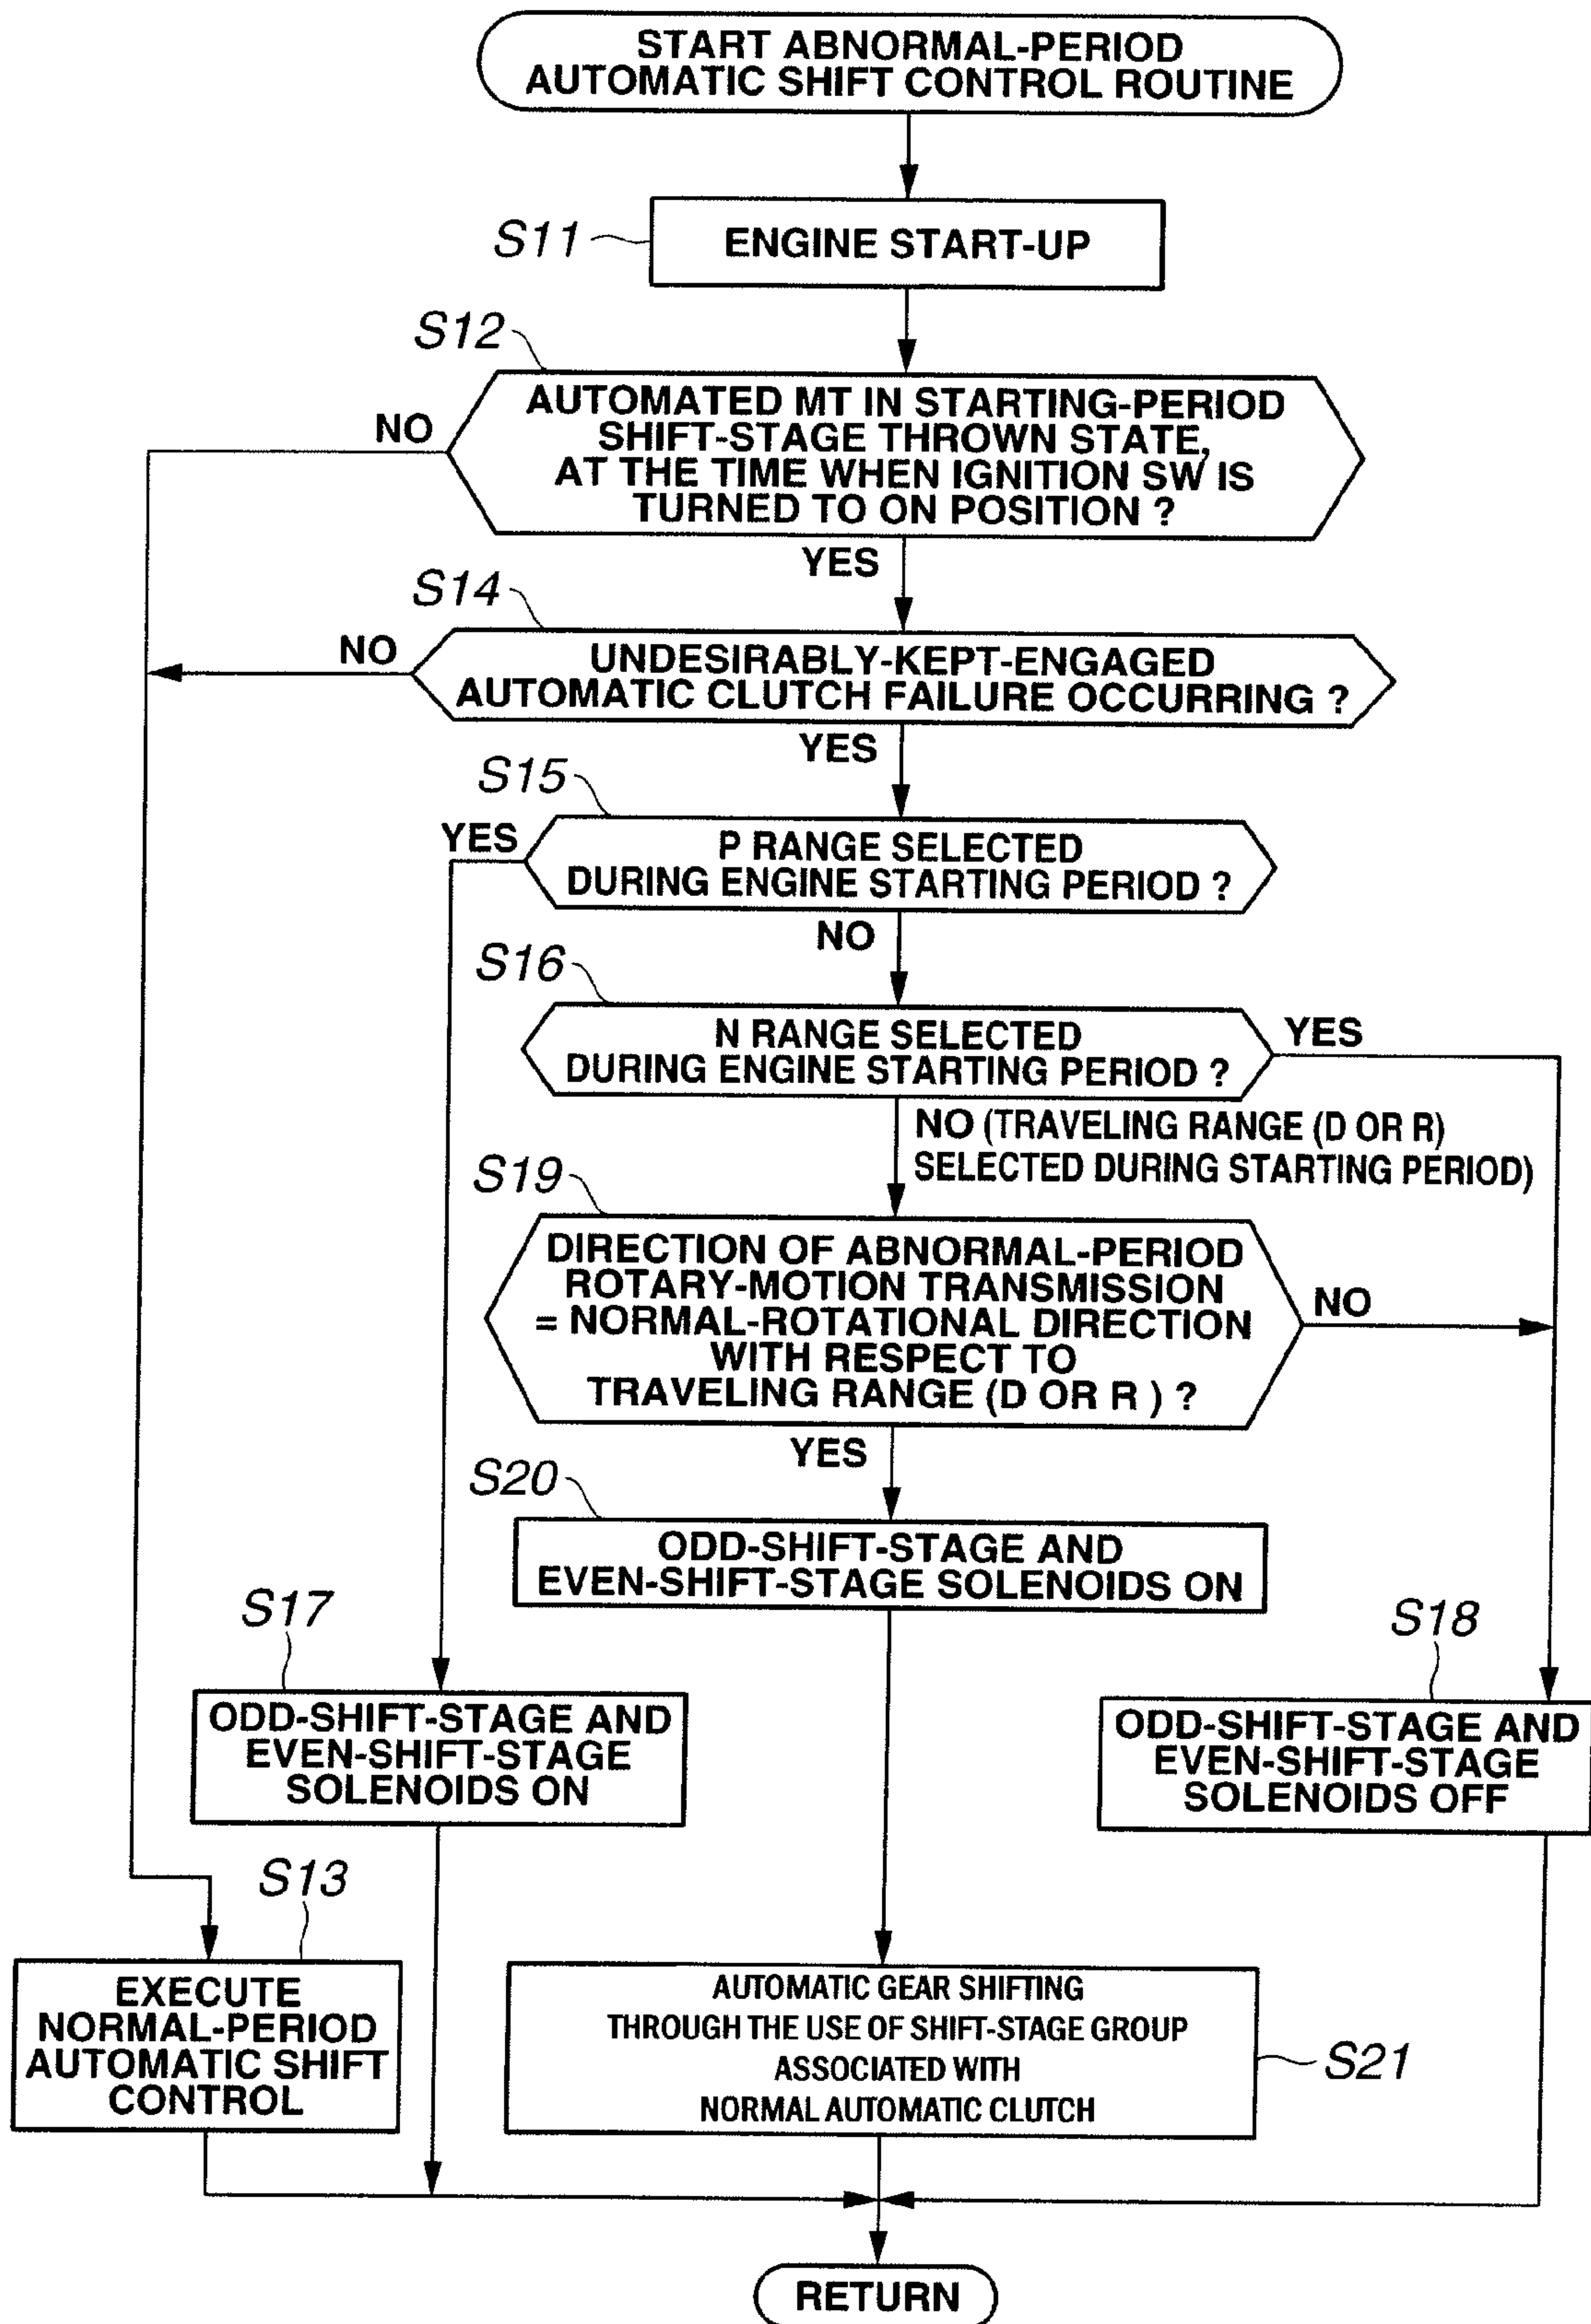 START ABNORMAL-PERIOD
AUTOMATIC SHIFT CONTROL ROUTINE
S11
ENGINE START-UP
S12
NO
AUTOMATED MT IN STARTING-PERIOD
SHIFT-STAGE THROWN STATE,
AT THE TIME WHEN IGNITION SW IS
TURNED TO ON POSITION ?
YES
S14
NO
UNDESIRABLY-KEPT-ENGAGED
AUTOMATIC CLUTCH FAILURE OCCURRING ?
YES
S15
YES
P RANGE SELECTED
DURING ENGINE STARTING PERIOD ?
NO
S16
N RANGE SELECTED
DURING ENGINE STARTING PERIOD ?
YES
NO (TRAVELING RANGE (D OR R)
SELECTED DURING STARTING PERIOD)
S19
DIRECTION OF ABNORMAL-PERIOD
ROTARY-MOTION TRANSMISSION
= NORMAL-ROTATIONAL DIRECTION
WITH RESPECT TO
TRAVELING RANGE (D OR R ) ?
NO
YES
S20
ODD-SHIFT-STAGE AND
EVEN-SHIFT-STAGE SOLENOIDS ON
S17
ODD-SHIFT-STAGE AND
EVEN-SHIFT-STAGE
SOLENOIDS ON
S18
ODD-SHIFT-STAGE AND
EVEN-SHIFT-STAGE
SOLENOIDS OFF
S13
EXECUTE
NORMAL-PERIOD
AUTOMATIC SHIFT
CONTROL
AUTOMATIC GEAR SHIFTING
THROUGH THE USE OF SHIFT-STAGE GROUP
ASSOCIATED WITH
NORMAL AUTOMATIC CLUTCH
S21
RETURN